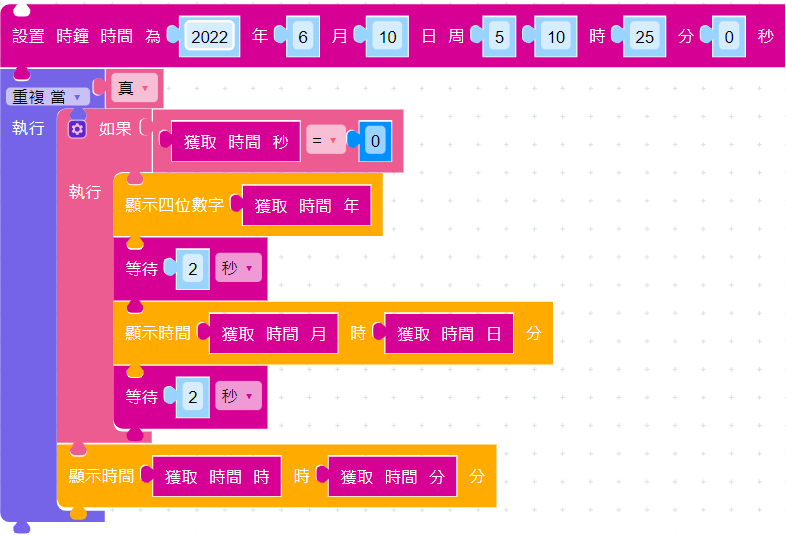 設置 時鐘 時間 為 2022 年 6 月 10 日 周 5 10 時 25 分 0 秒
重複 當 真
執行 如果 獲取 時間 秒 = 0
執行
顯示四位數字 獲取 時間 年
等待 2 秒
顯示時間 獲取 時間 月 時 獲取 時間 日 分
等待 2 秒
顯示時間 獲取 時間 時 時 獲取 時間 分 分